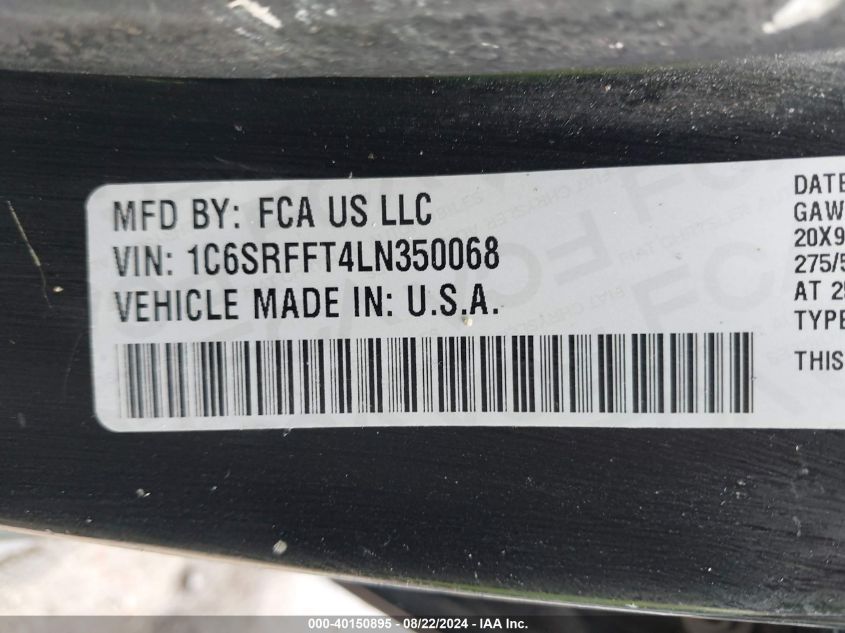 MFD BY: FCA US LLC
VIN: 1C6SRFFT4LN350068
VEHICLE MADE IN: U.S.A.
DATE
GAW
20X9
275/5
AT 2
TYPE
THIS
000-40150895 - 08/22/2024 - IAA Inc.